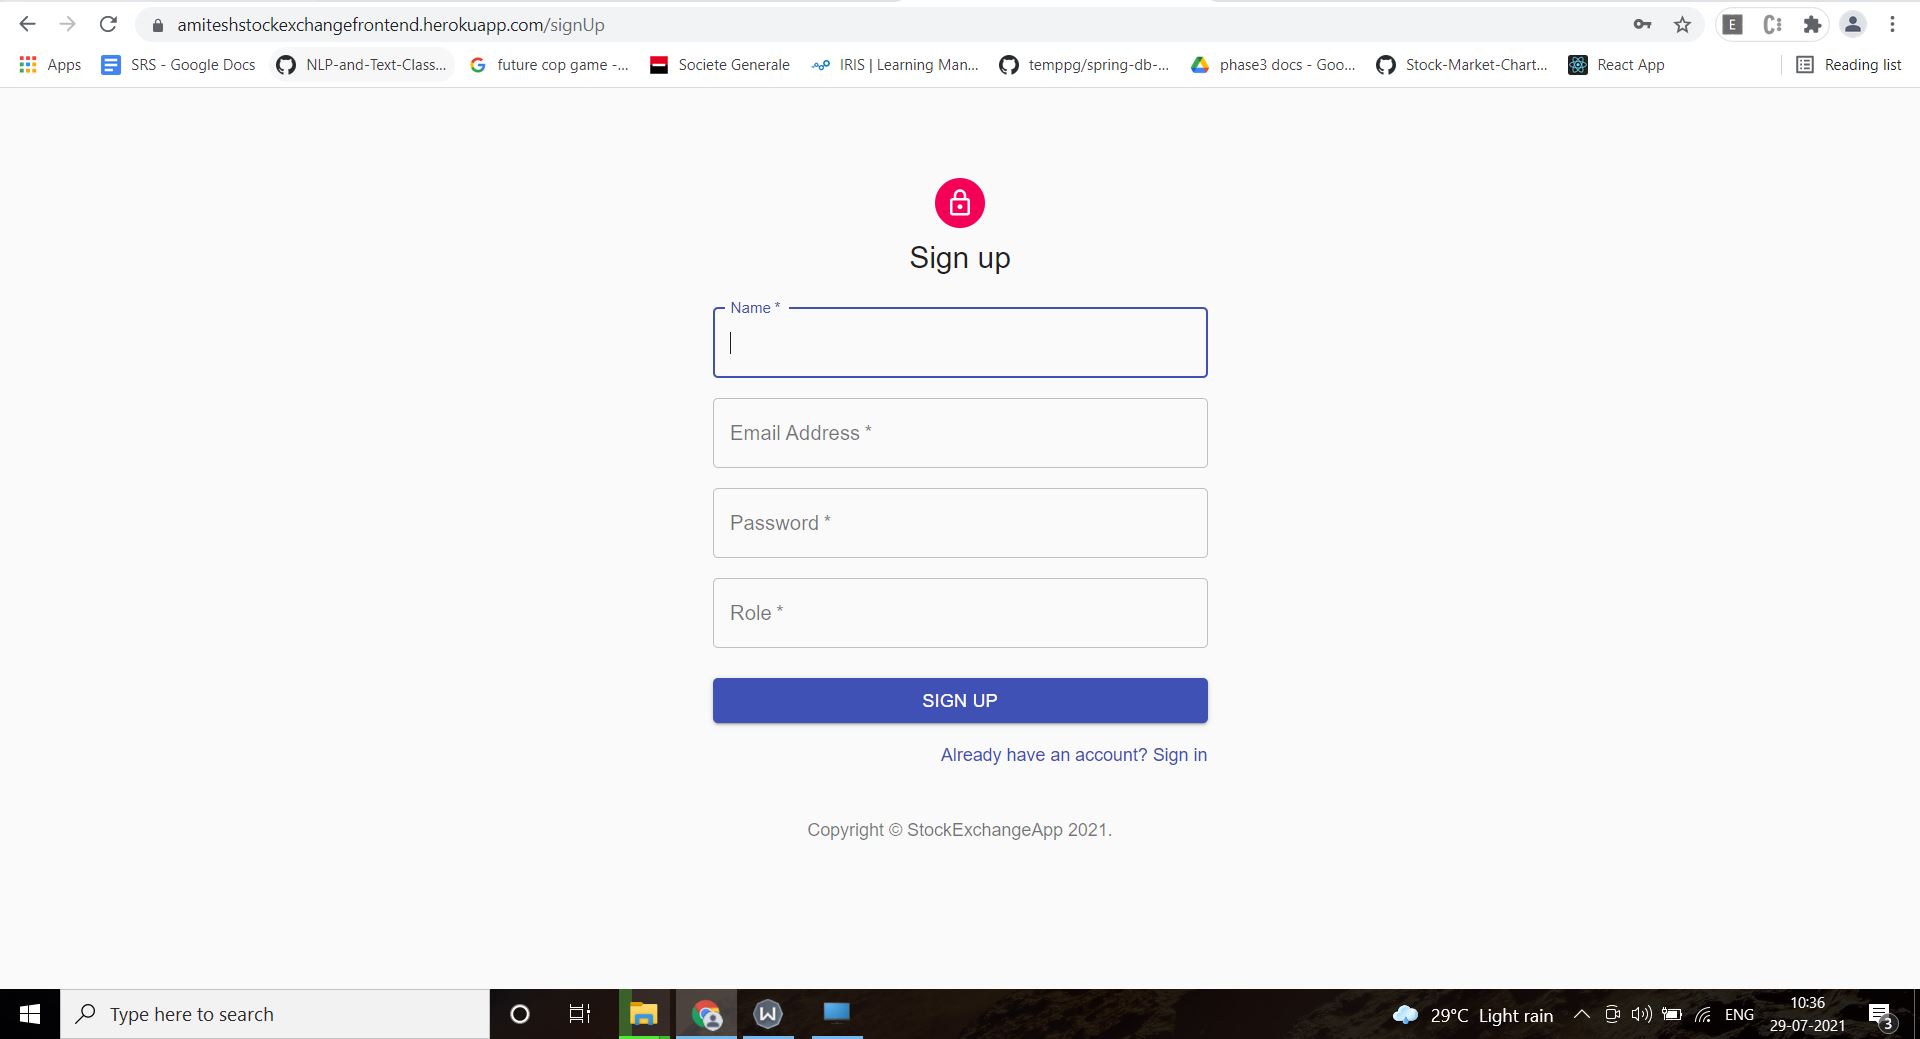 amiteshstockexchangefrontend.herokuapp.com/signUp
E C:
Apps SRS - Google Docs NLP-and-Text-Class... future cop game -... Societe Generale IRIS | Learning Man... temppg/spring-db-... phase3 docs - Goo... Stock-Market-Chart... React App Reading list
Sign up
Name *
Email Address *
Password *
Role *
SIGN UP
Already have an account? Sign in
Copyright © StockExchangeApp 2021.
Type here to search
W
29°C Light rain
ENG
10:36
29-07-2021
3